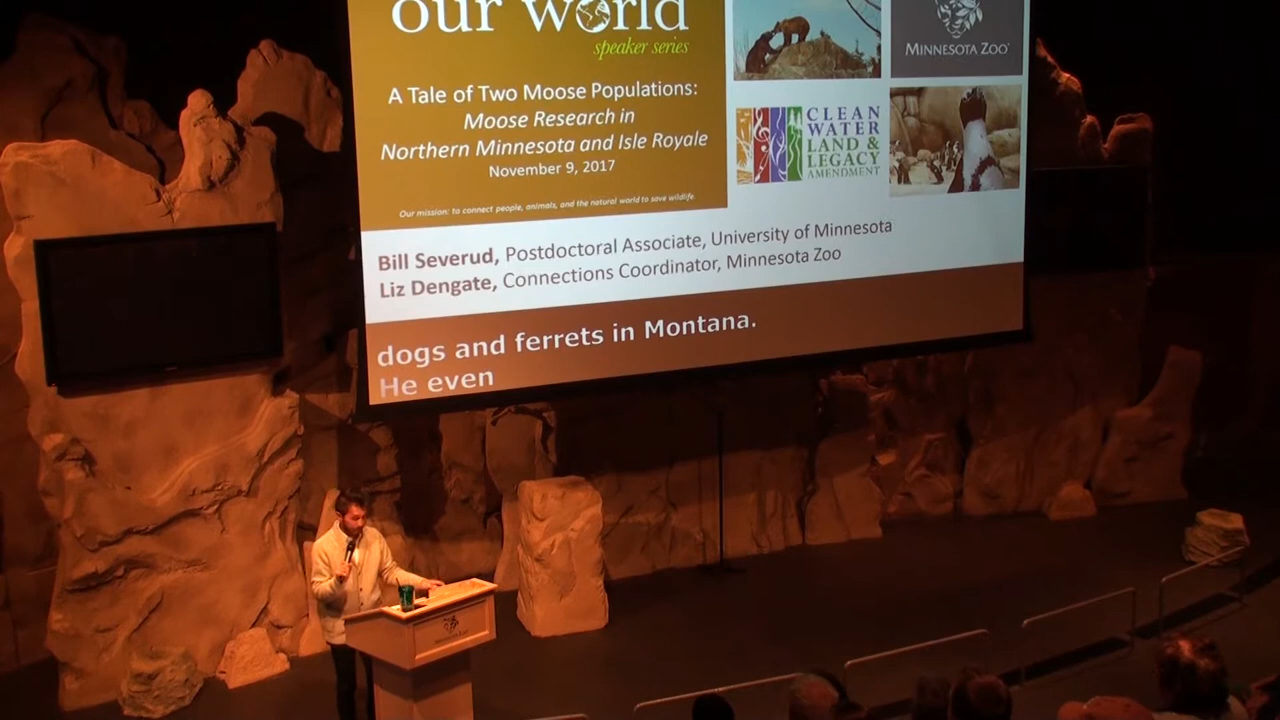 our world
speaker series
A Tale of Two Moose Populations:
Moose Research in
Northern Minnesota and Isle Royale
November 9, 2017
Our mission: to connect people, animals, and the natural world to save wildlife.
MINNESOTA ZOO
CLEAN
WATER
LAND &
LEGACY
AMENDMENT
Bill Severud, Postdoctoral Associate, University of Minnesota
Liz Dengate, Connections Coordinator, Minnesota Zoo
dogs and ferrets in Montana.
He even
MINNESOTA ZOO